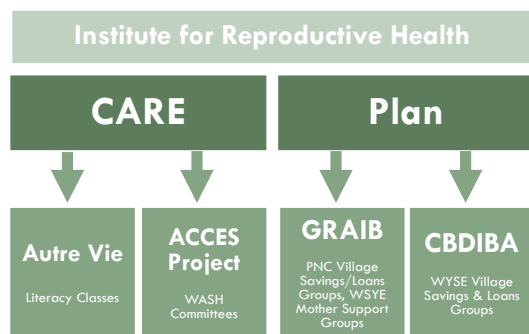 Institute for Reproductive Health
CARE
Plan
Autre Vie
Literacy Classes
ACCES
Project
WASH
Committees
GRAIB
PNC Village
Savings/Loans
Groups, WSYE
Mother Support
Groups
CBDIBA
WYSE Village
Savings & Loans
Groups